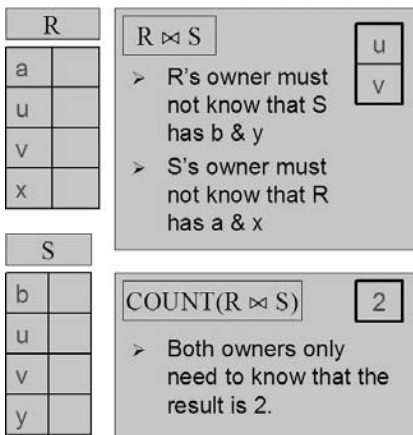 R
a
u
v
x
S
b
u
v
y
R ⋈ S
u
v
➢ R's owner must
not know that S
has b & y
➢ S's owner must
not know that R
has a & x
COUNT(R ⋈ S)
2
➢ Both owners only
need to know that the
result is 2.